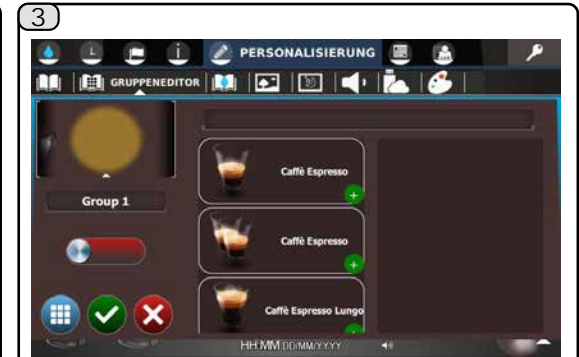 3
L i PERSONALISIERUNG
GRUPPENEDITOR
Caffè Espresso
+
Group 1
Caffè Espresso
+
Caffè Espresso Lungo
HH:MM DD/MM/YYYY